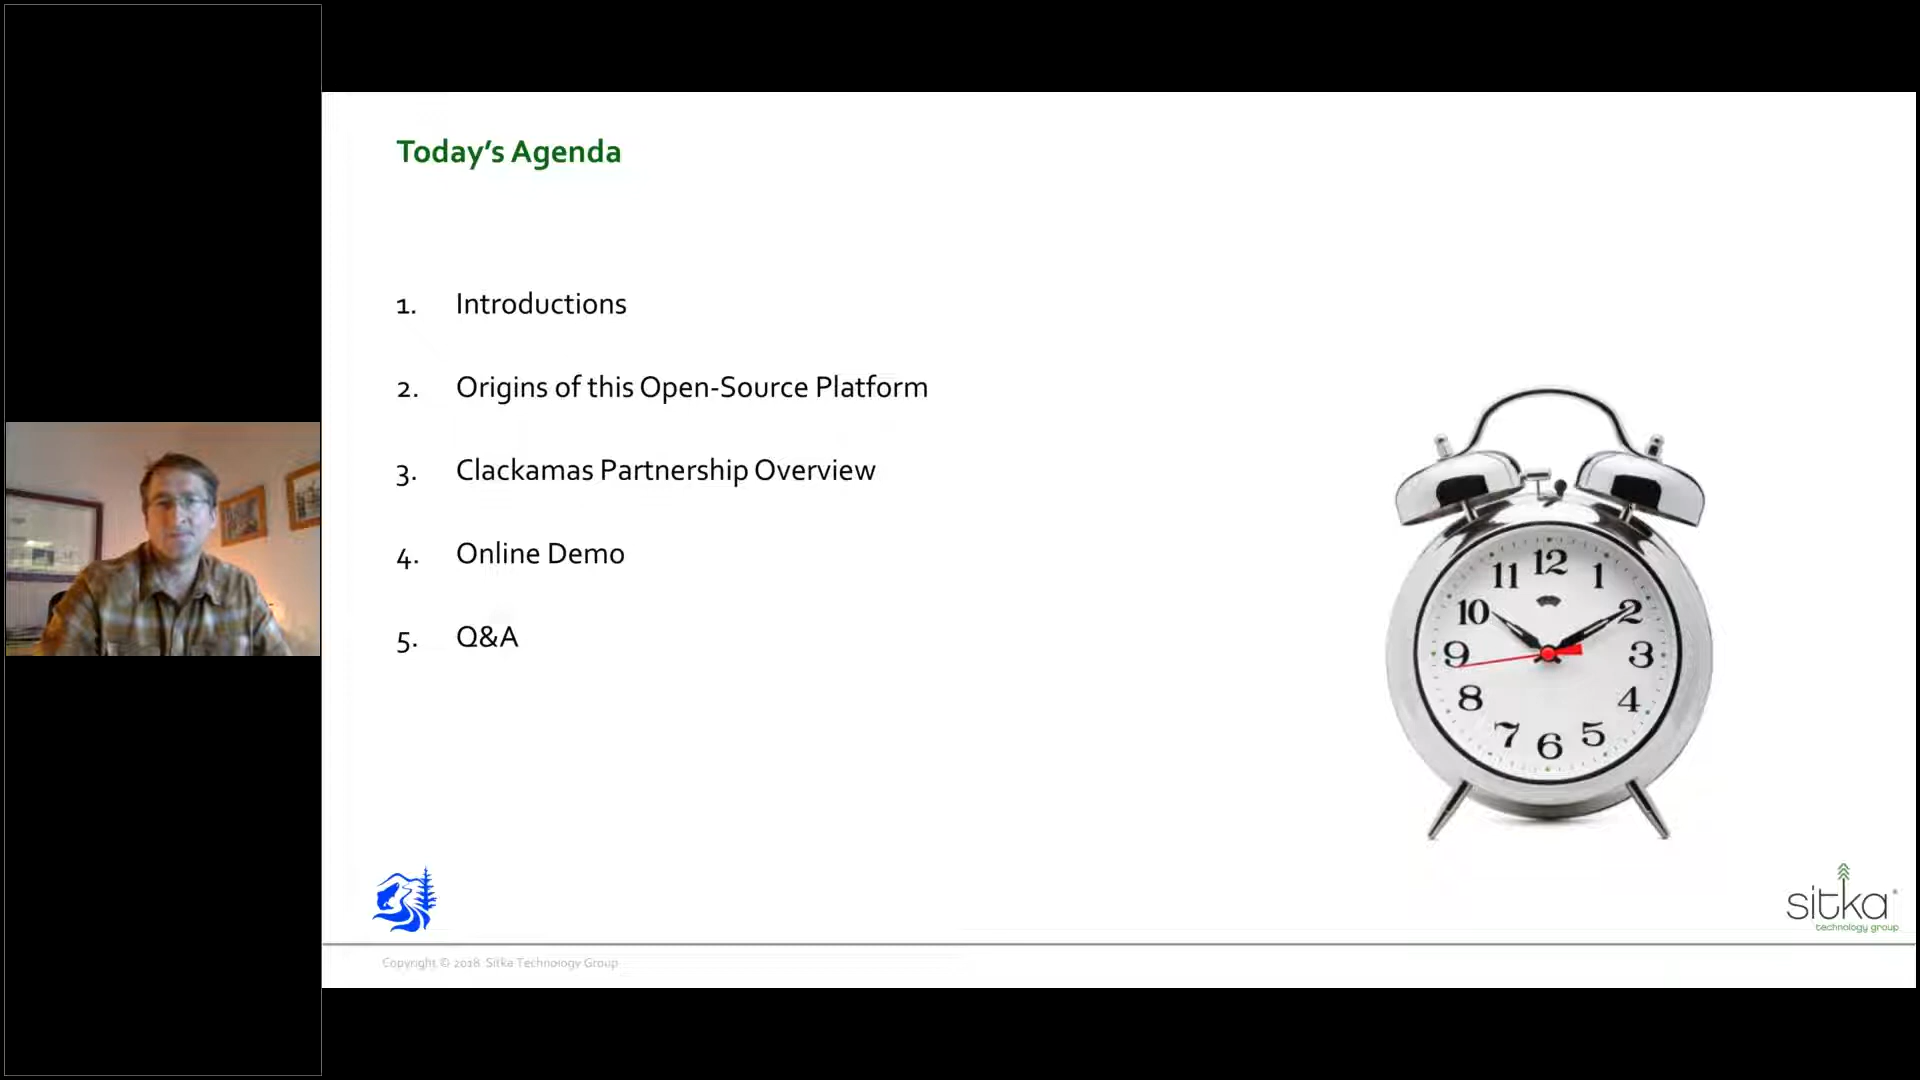 Today's Agenda
1. Introductions
2. Origins of this Open-Source Platform
3. Clackamas Partnership Overview
4. Online Demo
5. Q&A
12
11 1
10 2
9 3
8 4
7 5
6
sitka®
technology group
Copyright © 2018 Sitka Technology Group